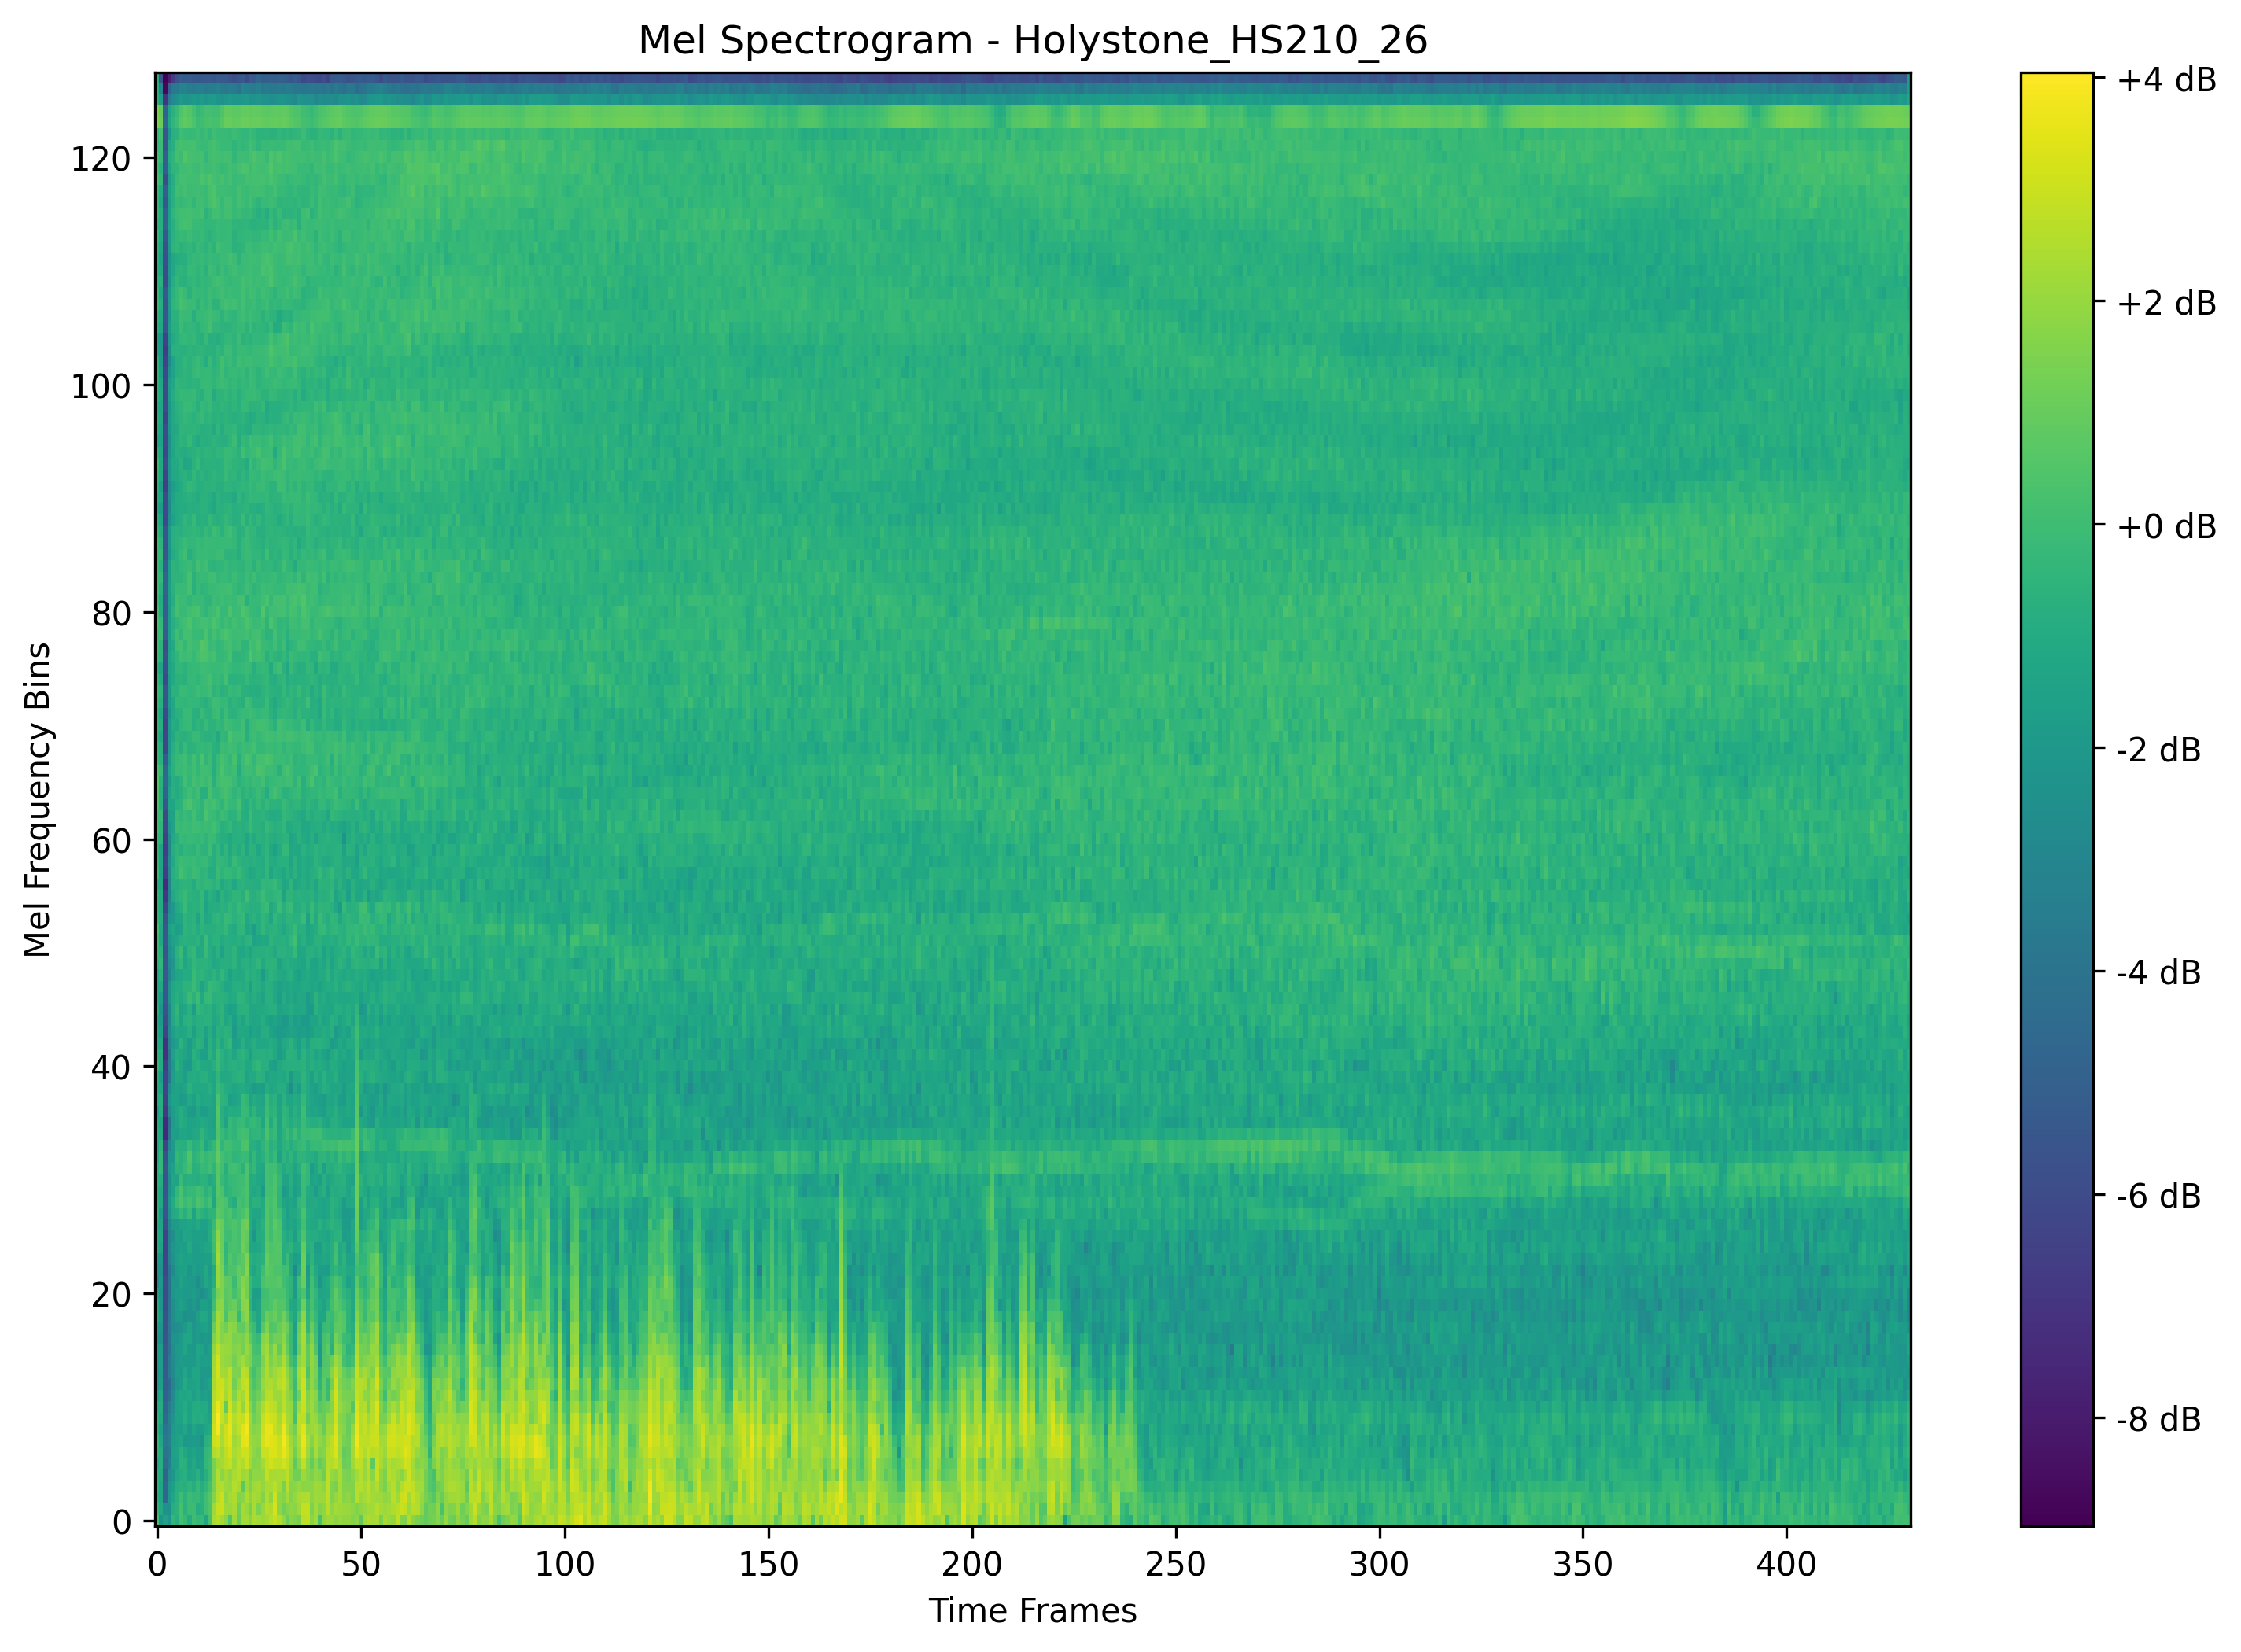 Mel Spectrogram - Holystone_HS210_26
Mel Frequency Bins
120
100
80
60
40
20
0
0 50 100 150 200 250 300 350 400
Time Frames
+4 dB
+2 dB
+0 dB
-2 dB
-4 dB
-6 dB
-8 dB